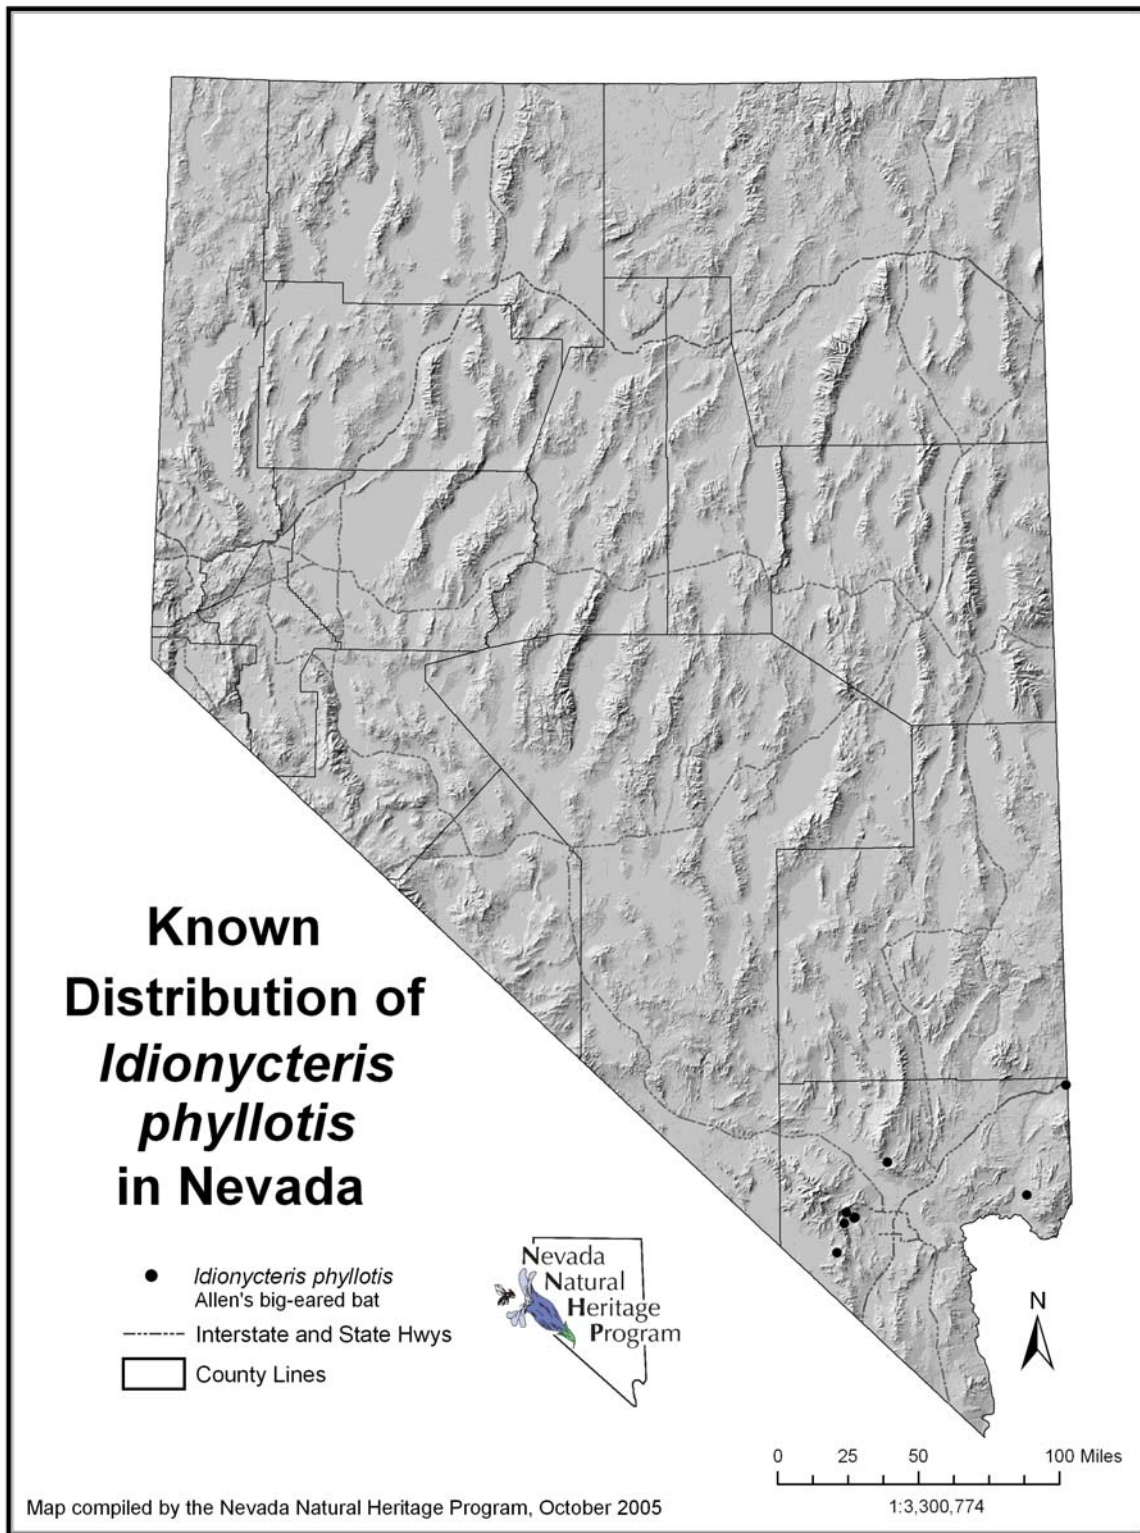 Known
Distribution of
Idionycteris
phyllotis
in Nevada
Idionycteris phyllotis
Allen's big-eared bat
Interstate and State Hwys
County Lines
Nevada
Natural
Heritage
Program
N
0 25 50 100 Miles
1:3,300,774
Map compiled by the Nevada Natural Heritage Program, October 2005